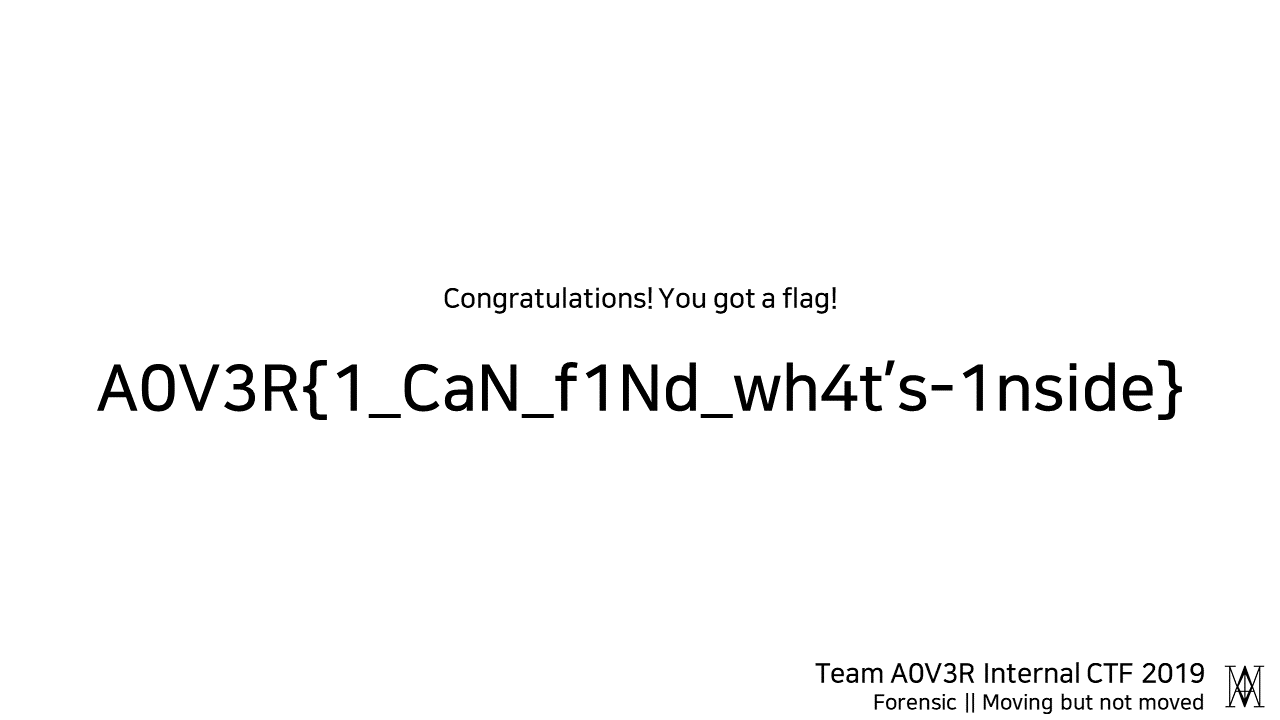 Congratulations! You got a flag!
A0V3R{1_CaN_f1Nd_wh4t’s-1nside}
Team A0V3R Internal CTF 2019
Forensic || Moving but not moved